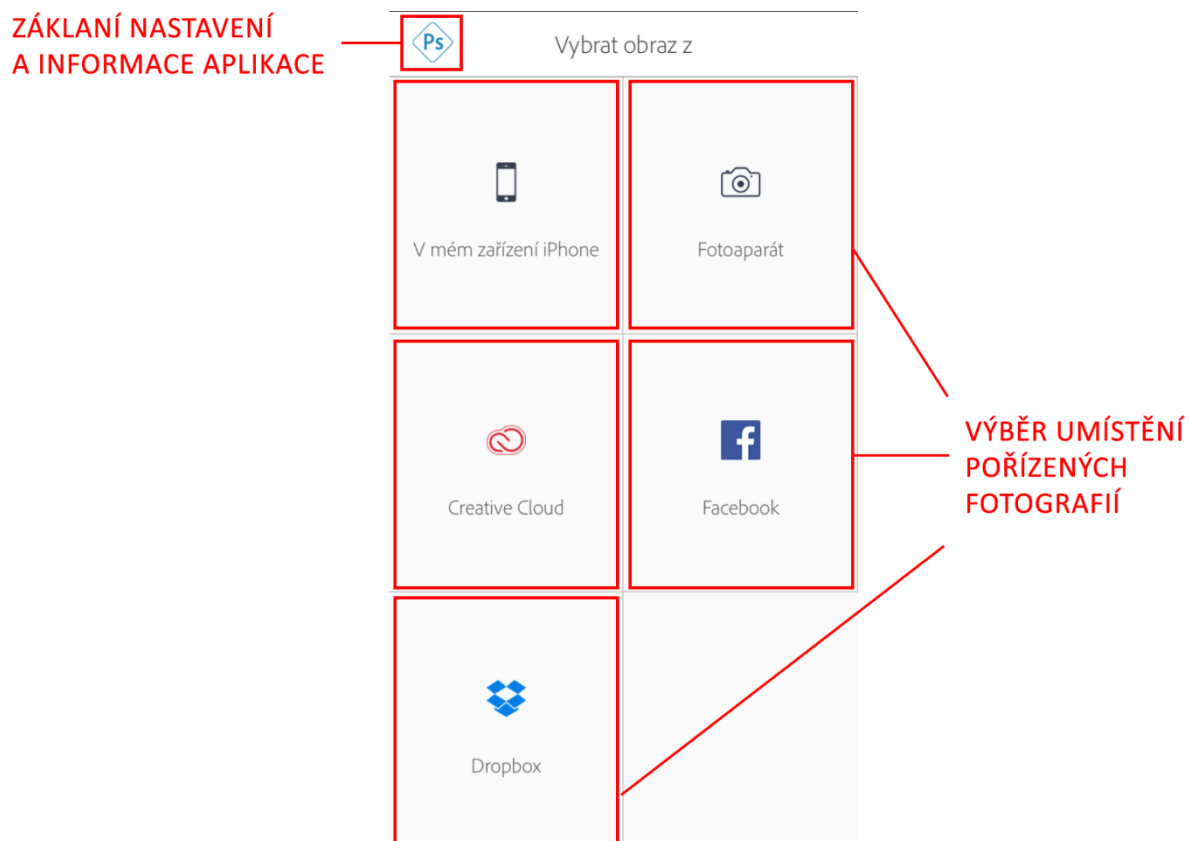 ZÁKLANÍ NASTAVENÍ
A INFORMACE APLIKACE
Ps
Vybrat obraz z
V mém zařízení iPhone
Fotoaparát
Creative Cloud
Facebook
VÝBĚR UMÍSTĚNÍ
POŘÍZENÝCH
FOTOGRAFIÍ
Dropbox